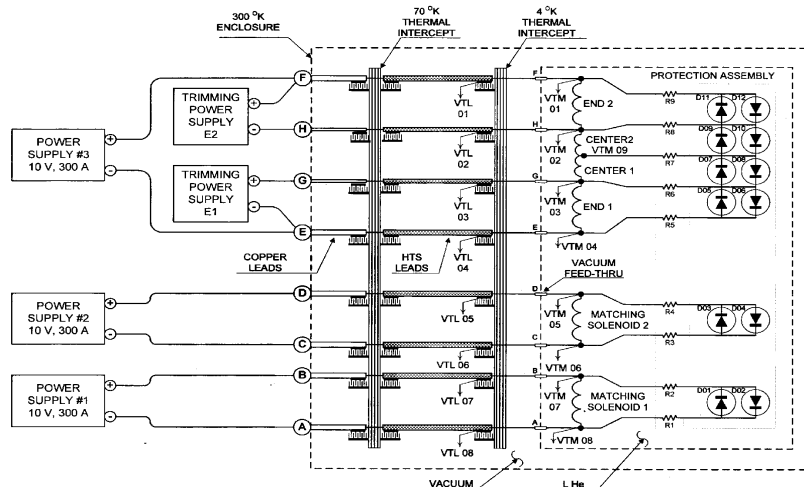 300 °K
ENCLOSURE
70 °K
THERMAL
INTERCEPT
4 °K
THERMAL
INTERCEPT
PROTECTION ASSEMBLY
POWER
SUPPLY #3
10 V, 300 A
+
-
TRIMMING
POWER
SUPPLY
E2
+
-
TRIMMING
POWER
SUPPLY
E1
+
-
POWER
SUPPLY #2
10 V, 300 A
+
-
POWER
SUPPLY #1
10 V, 300 A
+
-
F
H
G
E
D
C
B
A
COPPER
LEADS
HTS
LEADS
VTL
01
VTL
02
VTL
03
VTL
04
VTL 05
VTL 06
VTL 07
VTL 08
F
H
G
E
D
C
B
A
VACUUM
FEED-THRU
VTM
01
END 2
VTM
02
CENTER2
VTM 09
CENTER 1
VTM
03
END 1
VTM 04
VTM
05
MATCHING
SOLENOID 2
VTM 06
VTM
07
MATCHING
SOLENOID 1
VTM 08
R9
R8
R7
R6
R5
R4
R3
R2
R1
D11
D12
D09
D10
D07
D08
D05
D06
D03
D04
D01
D02
VACUUM
L He